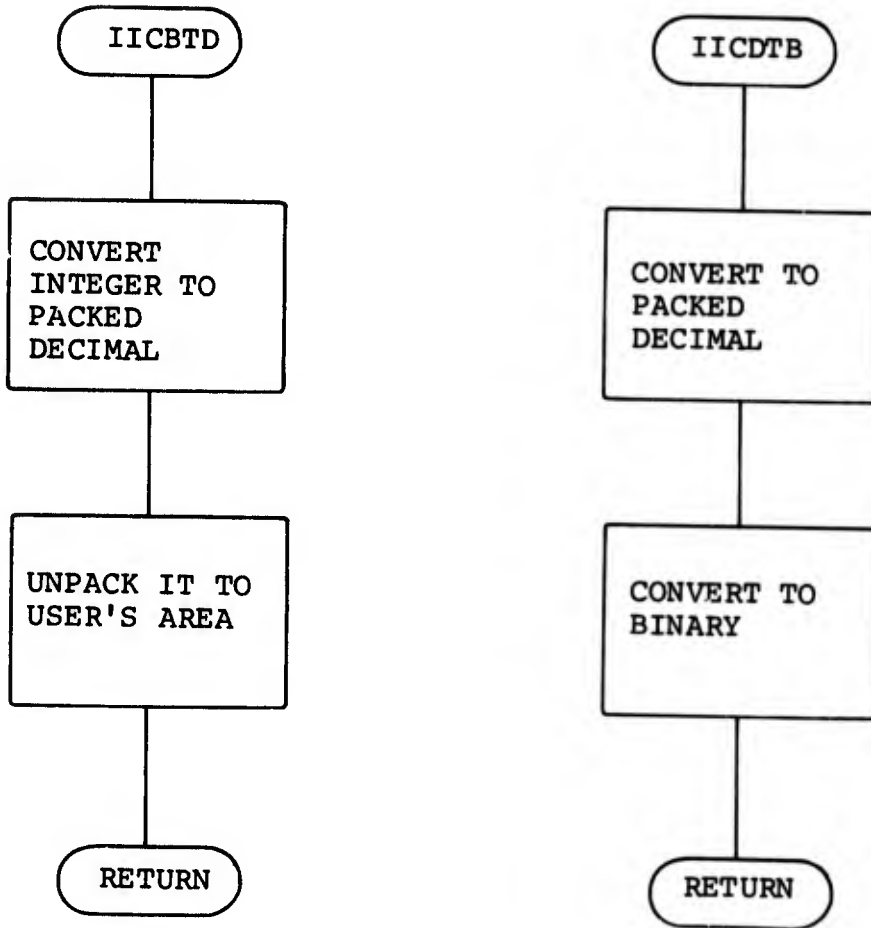 IICBTD
CONVERT
INTEGER TO
PACKED
DECIMAL
UNPACK IT TO
USER'S AREA
RETURN
IICDTB
CONVERT TO
PACKED
DECIMAL
CONVERT TO
BINARY
RETURN